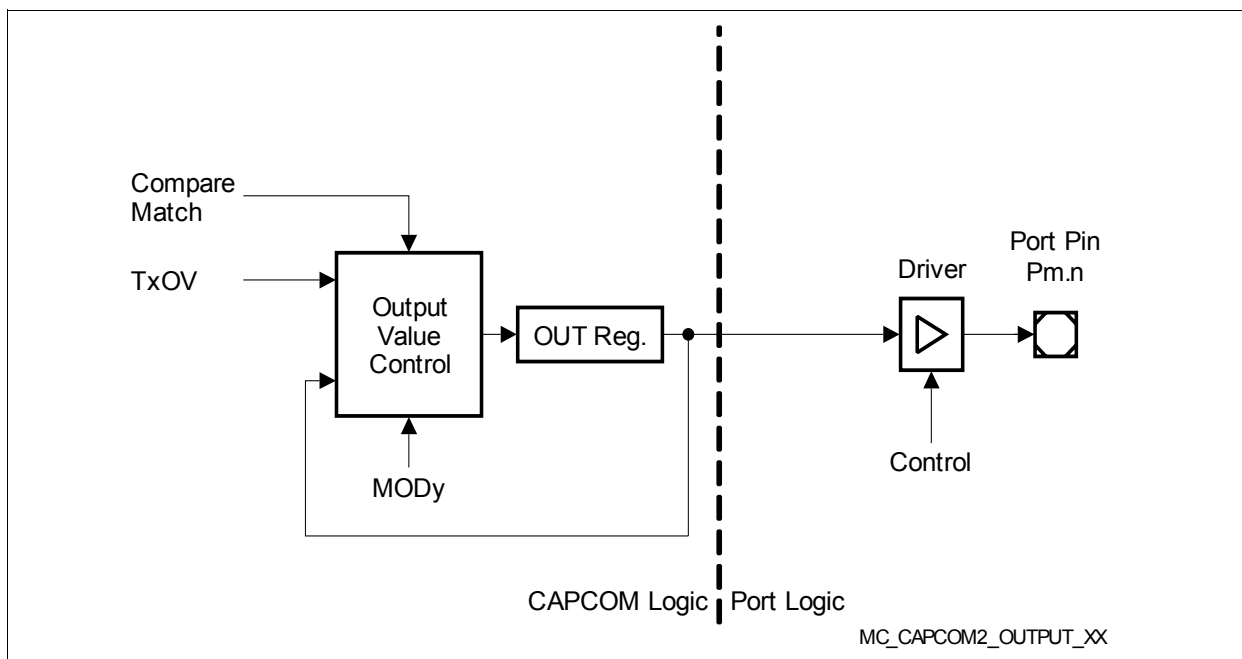 Compare
Match
TxOV
Output
Value
Control
OUT Reg.
MODy
Driver
Port Pin
Pm.n
Control
CAPCOM Logic
Port Logic
MC_CAPCOM2_OUTPUT_XX